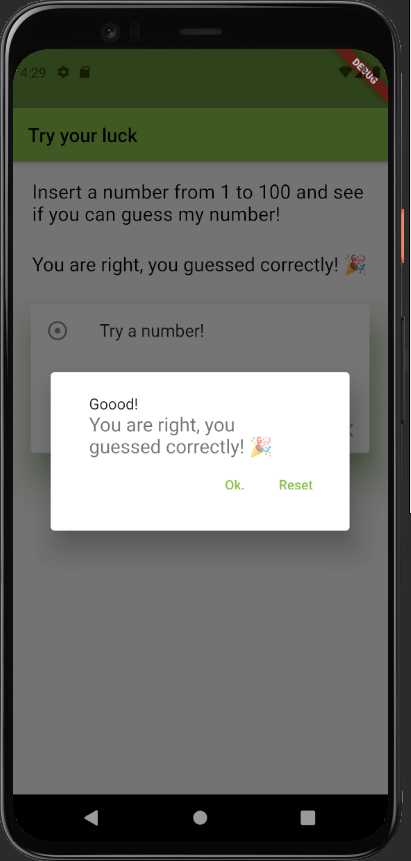 4:29
DEBUG
Try your luck
Insert a number from 1 to 100 and see
if you can guess my number!
You are right, you guessed correctly! 🎉
Try a number!
Goood!
You are right, you
guessed correctly! 🎉
Ok.
Reset